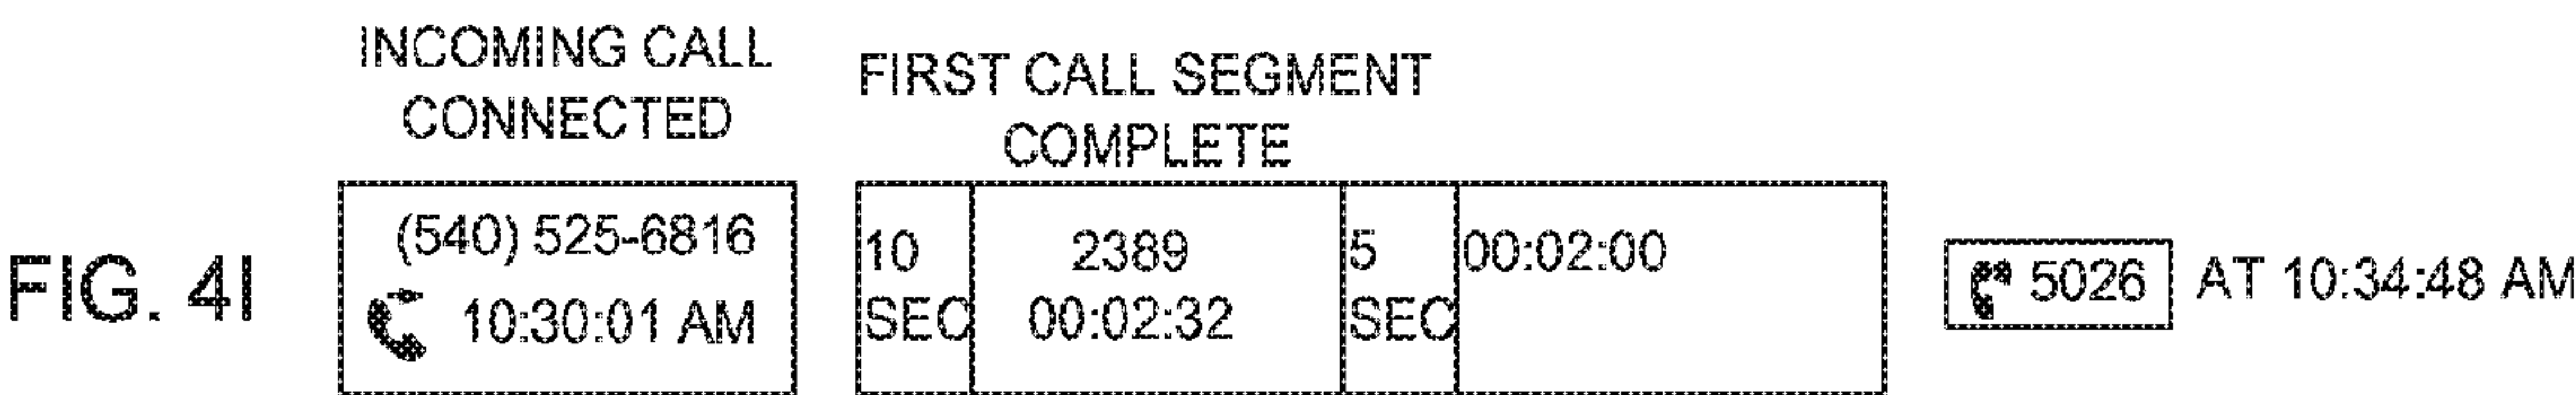 INCOMING CALL
CONNECTED
FIRST CALL SEGMENT
COMPLETE
FIG. 4I
(540) 525-6816
10:30:01 AM
10
SEC
2389
00:02:32
5
SEC
00:02:00
5026
AT 10:34:48 AM